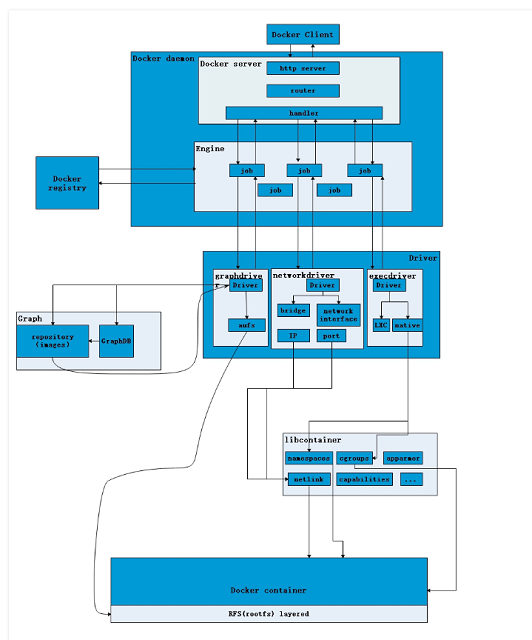 Docker Client
Docker daemon
Docker server
http server
router
handler
Engine
job
job
job
job
job
Docker
registry
Driver
graphdrive
Driver
aufs
networkdriver
Driver
bridge
network
interface
IP
port
execdriver
Driver
LXC
native
Graph
repository
(images)
GraphDB
libcontainer
namespaces
cgroups
apparmor
netlink
capabilities
...
Docker container
RFS(rootfs) layered